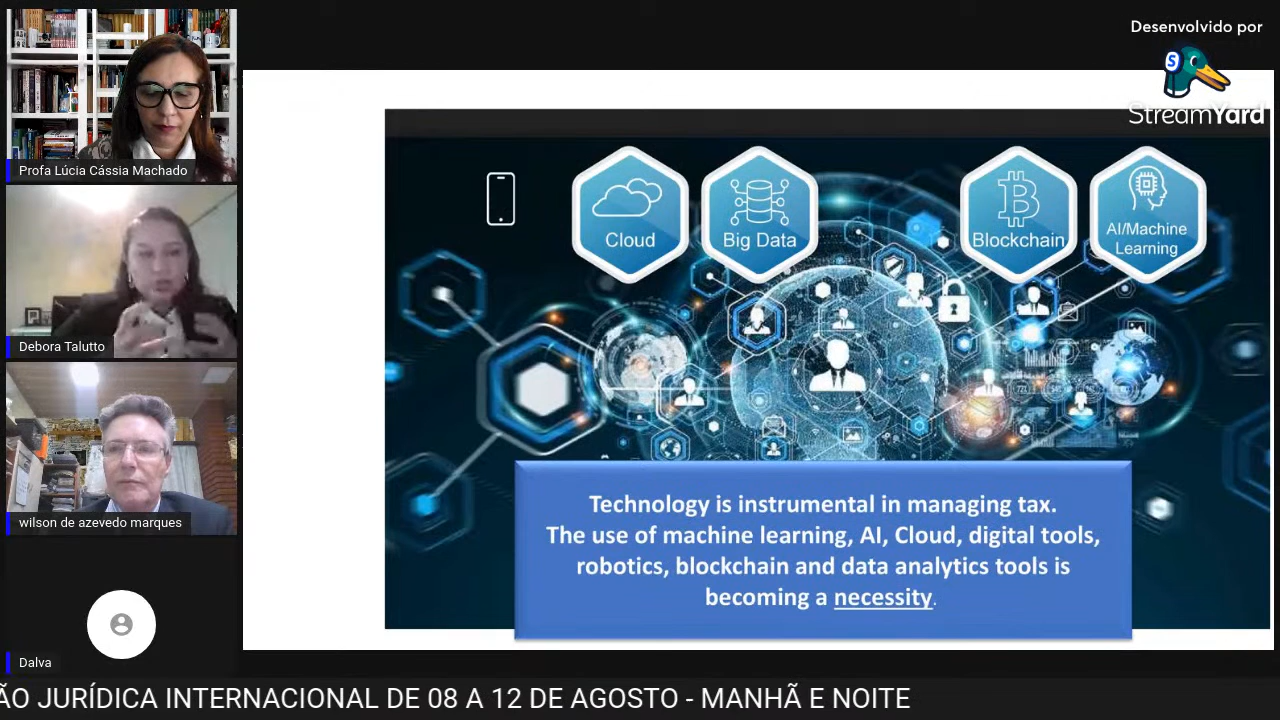 Desenvolvido por
StreamYard
Profa Lúcia Cássia Machado
Debora Talutto
wilson de azevedo marques
Dalva
Cloud
Big Data
Blockchain
AI/Machine
Learning
Technology is instrumental in managing tax.
The use of machine learning, AI, Cloud, digital tools,
robotics, blockchain and data analytics tools is
becoming a necessity.
ÃO JURÍDICA INTERNACIONAL DE 08 A 12 DE AGOSTO - MANHÃ E NOITE